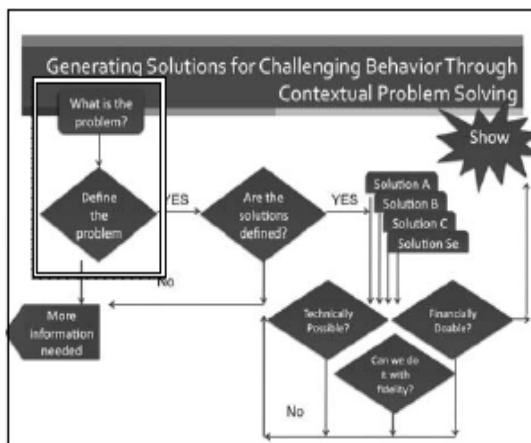 Generating Solutions for Challenging Behavior Through
Contextual Problem Solving
What is the
problem?
Show
Define
the
problem
YES
Are the
solutions
defined?
YES
Solution A
Solution B
Solution C
Solution Se
No
More
information
needed
Technically
Possible?
Financially
Doable?
Can we do
it with
fidelity?
No